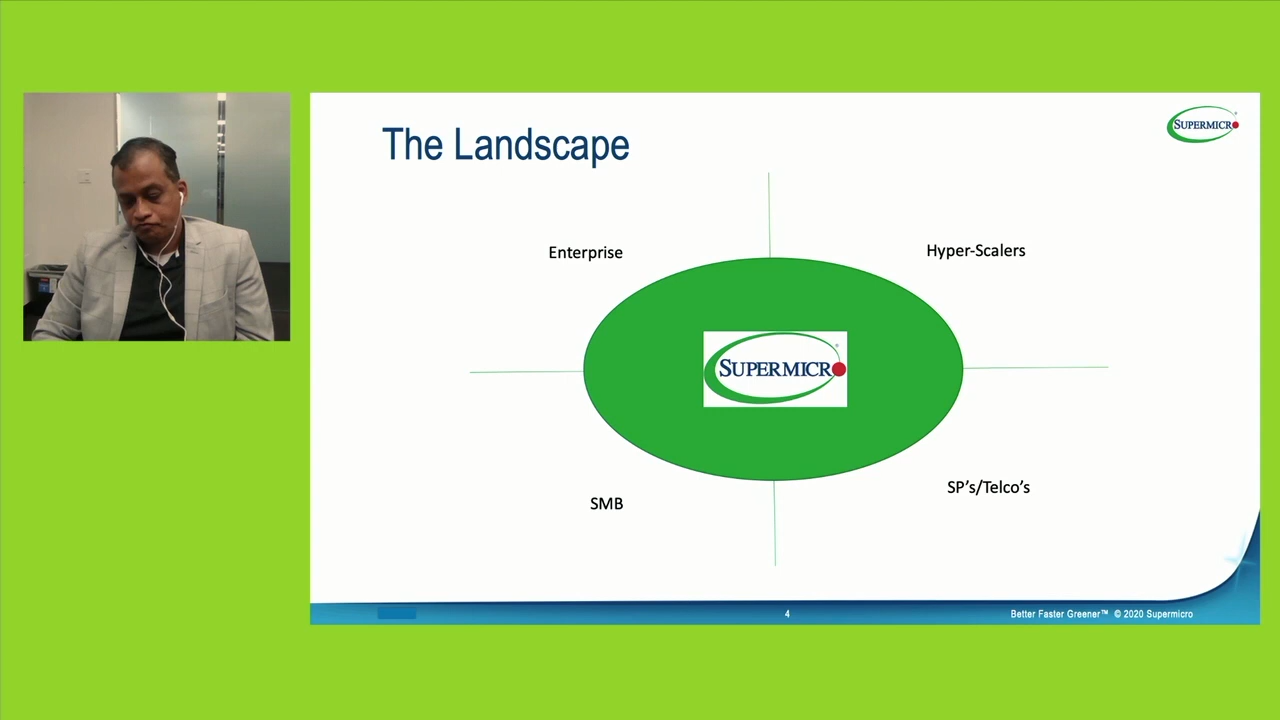 The Landscape
SUPERMICRO
Enterprise
Hyper-Scalers
SUPERMICRO
SMB
SP's/Telco's
4
Better Faster Greener™ © 2020 Supermicro